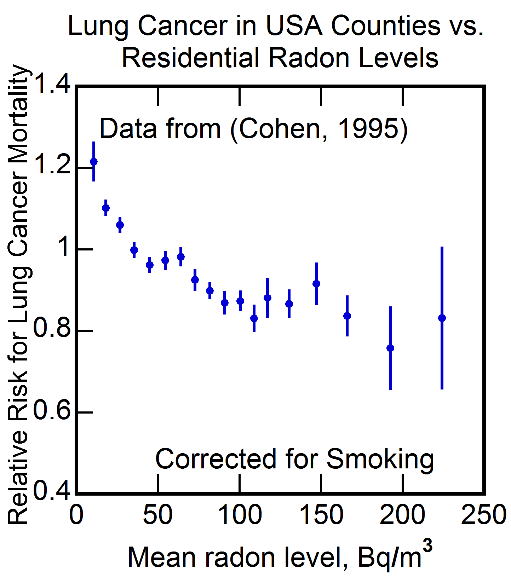 Lung Cancer in USA Counties vs.
Residential Radon Levels
Relative Risk for Lung Cancer Mortality
1.4
Data from (Cohen, 1995)
1.2
1
0.8
0.6
Corrected for Smoking
0.4
0 50 100 150 200 250
Mean radon level, Bq/m³